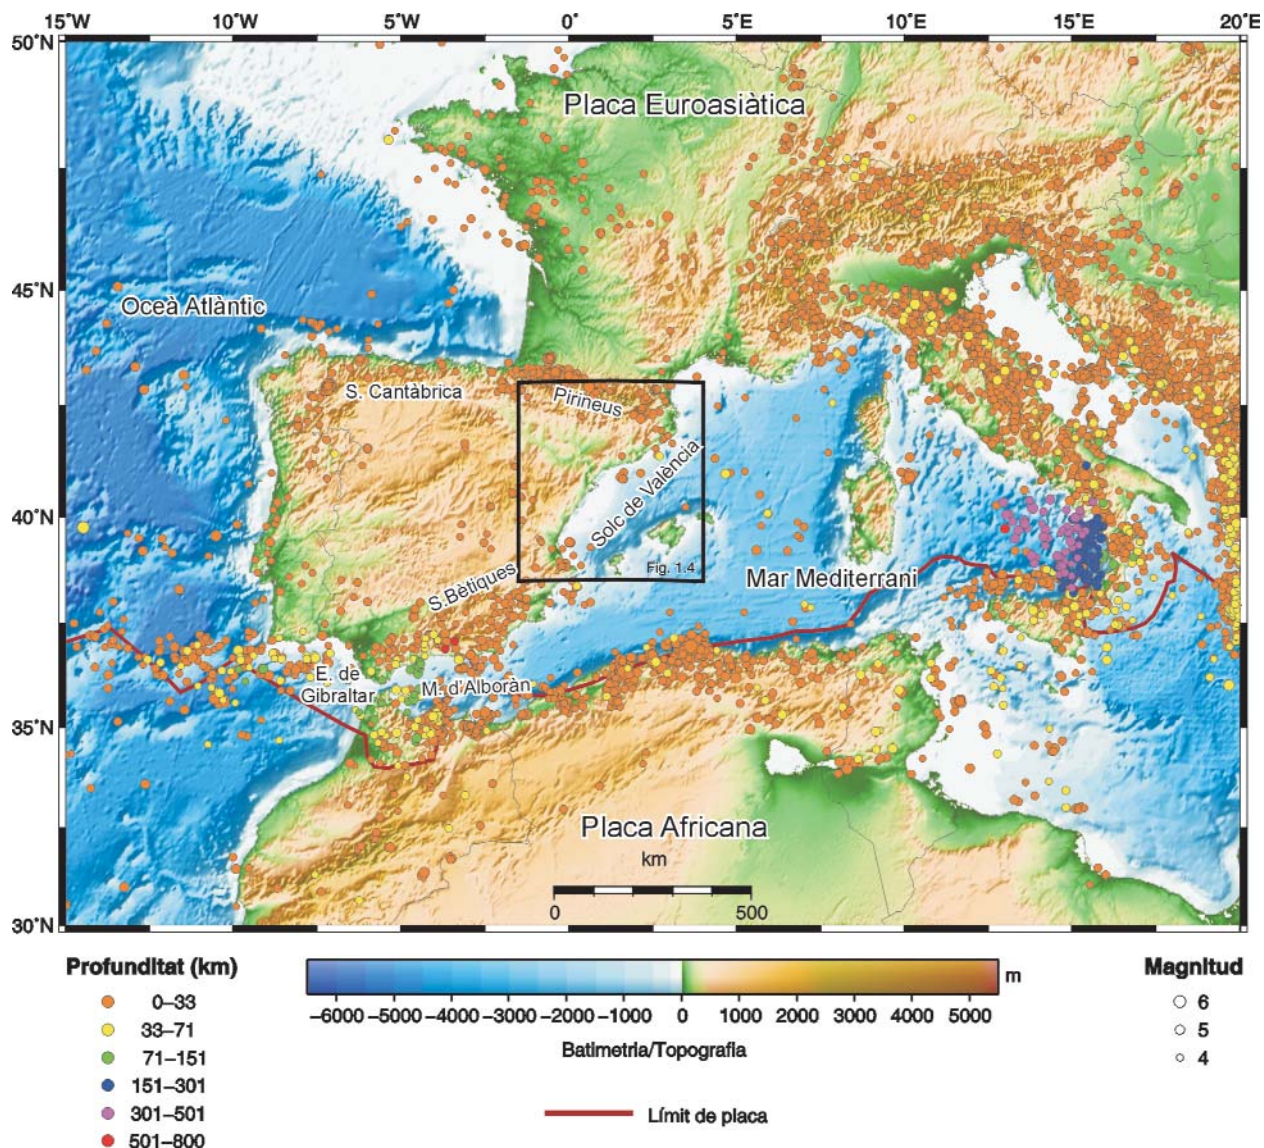 15°W 10°W 5°W 0° 5°E 10°E 15°E 20°E
50°N
Placa Euroasiàtica
45°N
Oceà Atlàntic
S. Cantàbrica
Pirineus
Solc de València
40°N
Fig. 1.4
Mar Mediterrani
S.Bètiques
E. de
Gibraltar
M. d'Alboràn
35°N
Placa Africana
km
0 500
30°N
Profunditat (km)
0–33
33–71
71–151
151–301
301–501
501–800
m
−6000 −5000 −4000 −3000 −2000 −1000 0 1000 2000 3000 4000 5000
Batimetria/Topografia
Límit de placa
Magnitud
6
5
4